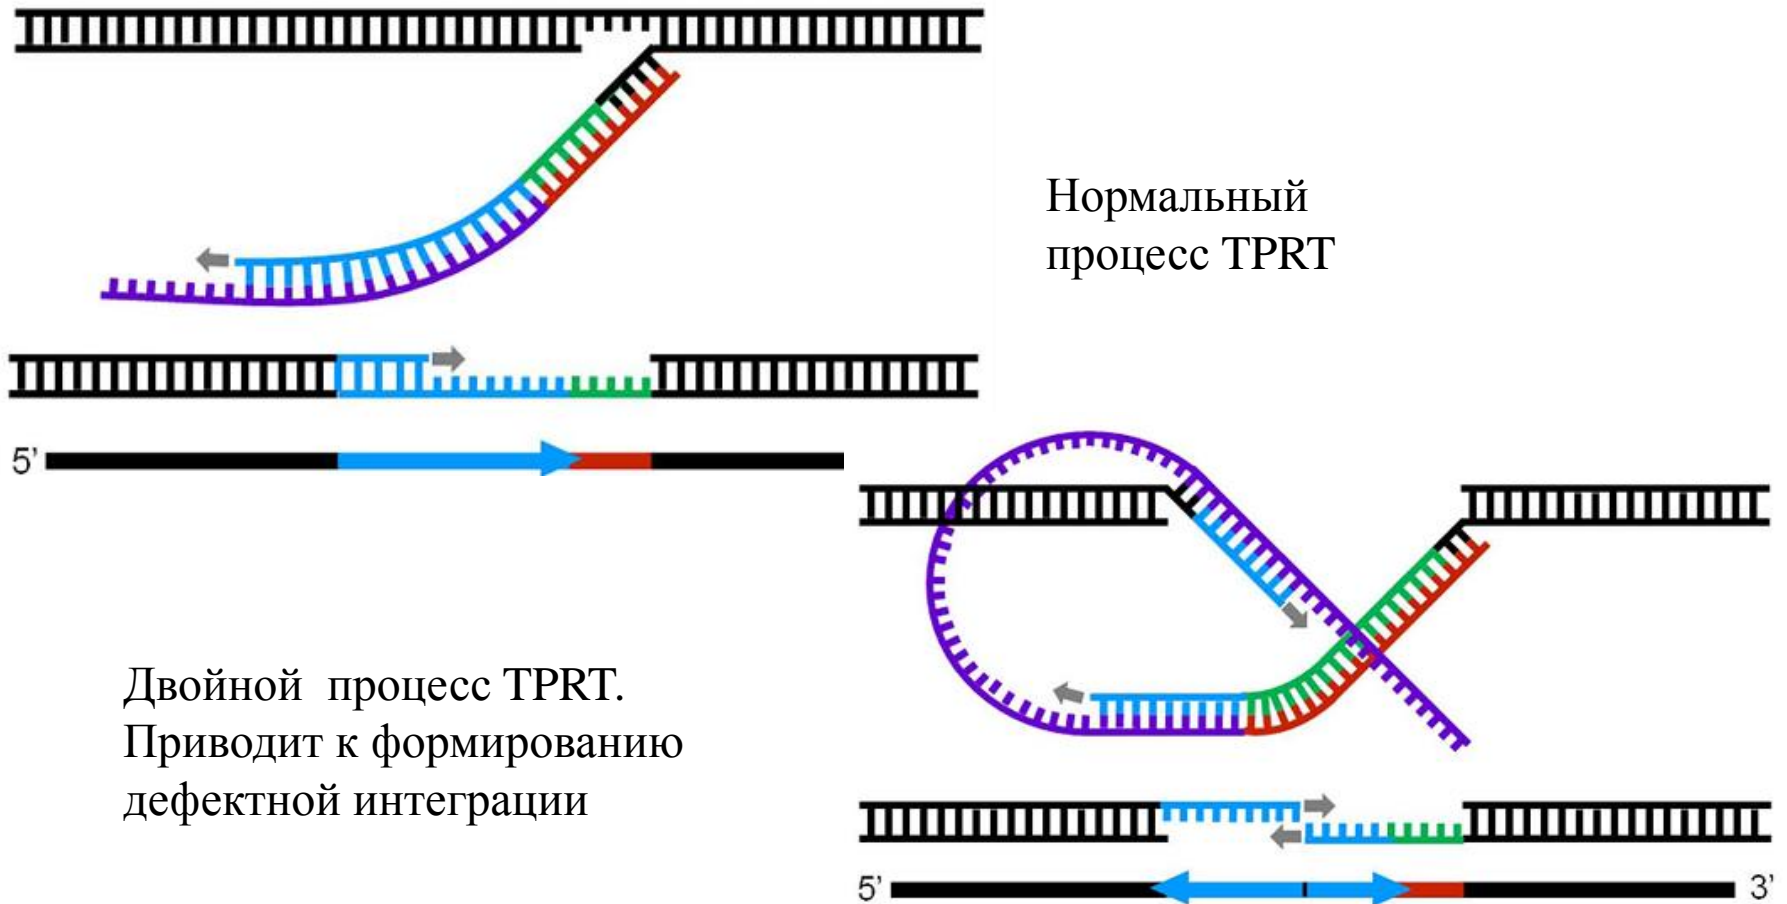 Нормальный
процесс TPRT
5'
Двойной  процесс TPRT.
Приводит к формированию
дефектной интеграции
5'
3'